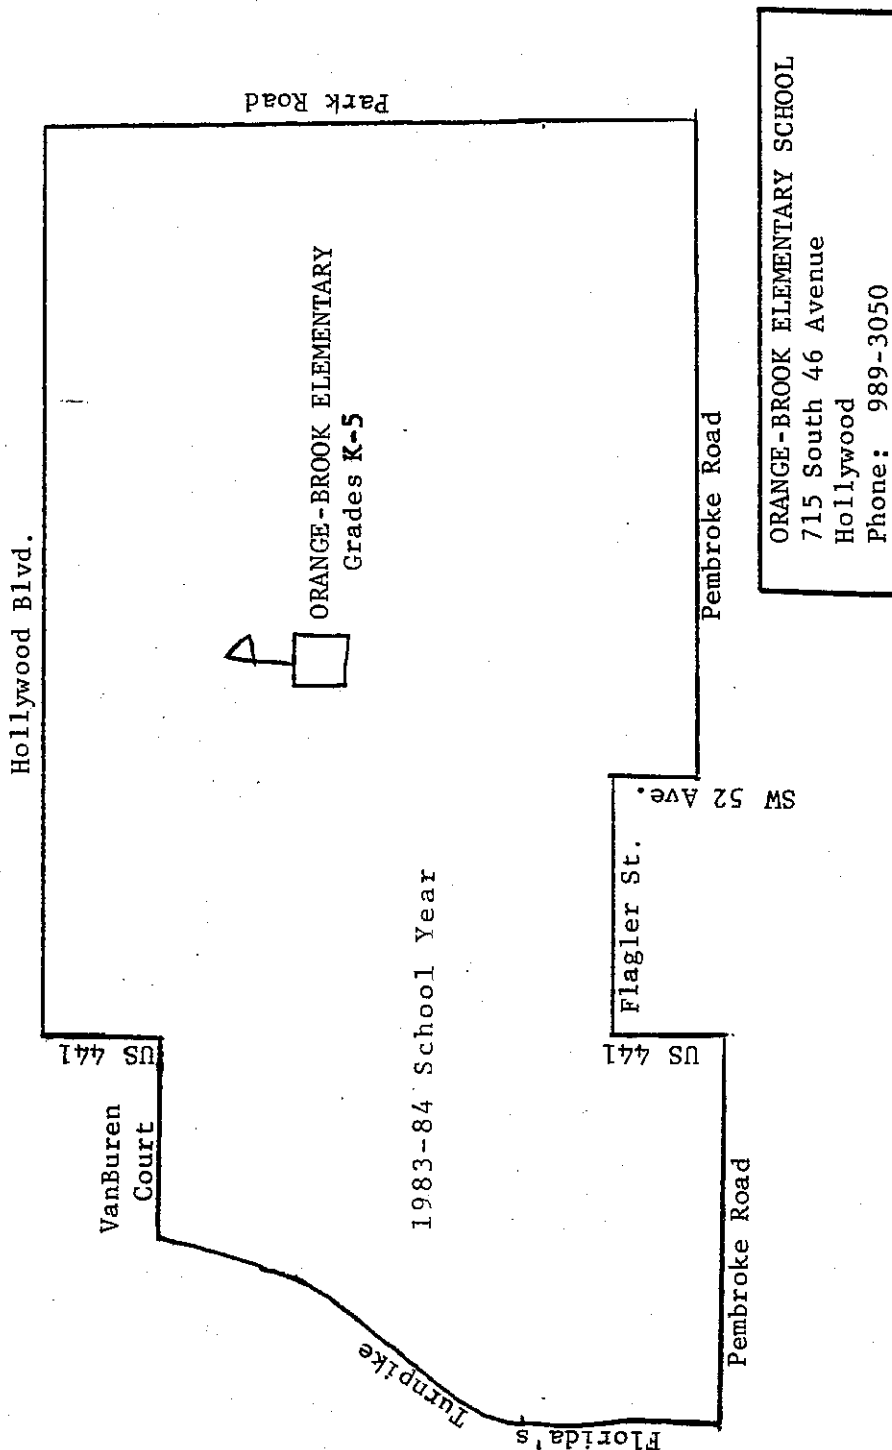 Hollywood Blvd.
Park Road
US 441
VanBuren
Court
ORANGE-BROOK ELEMENTARY
Grades K-5
1983-84 School Year
Florida's
Turnpike
US 441
Flagler St.
SW 52 Ave.
Pembroke Road
Pembroke Road
ORANGE-BROOK ELEMENTARY SCHOOL
715 South 46 Avenue
Hollywood
Phone: 989-3050